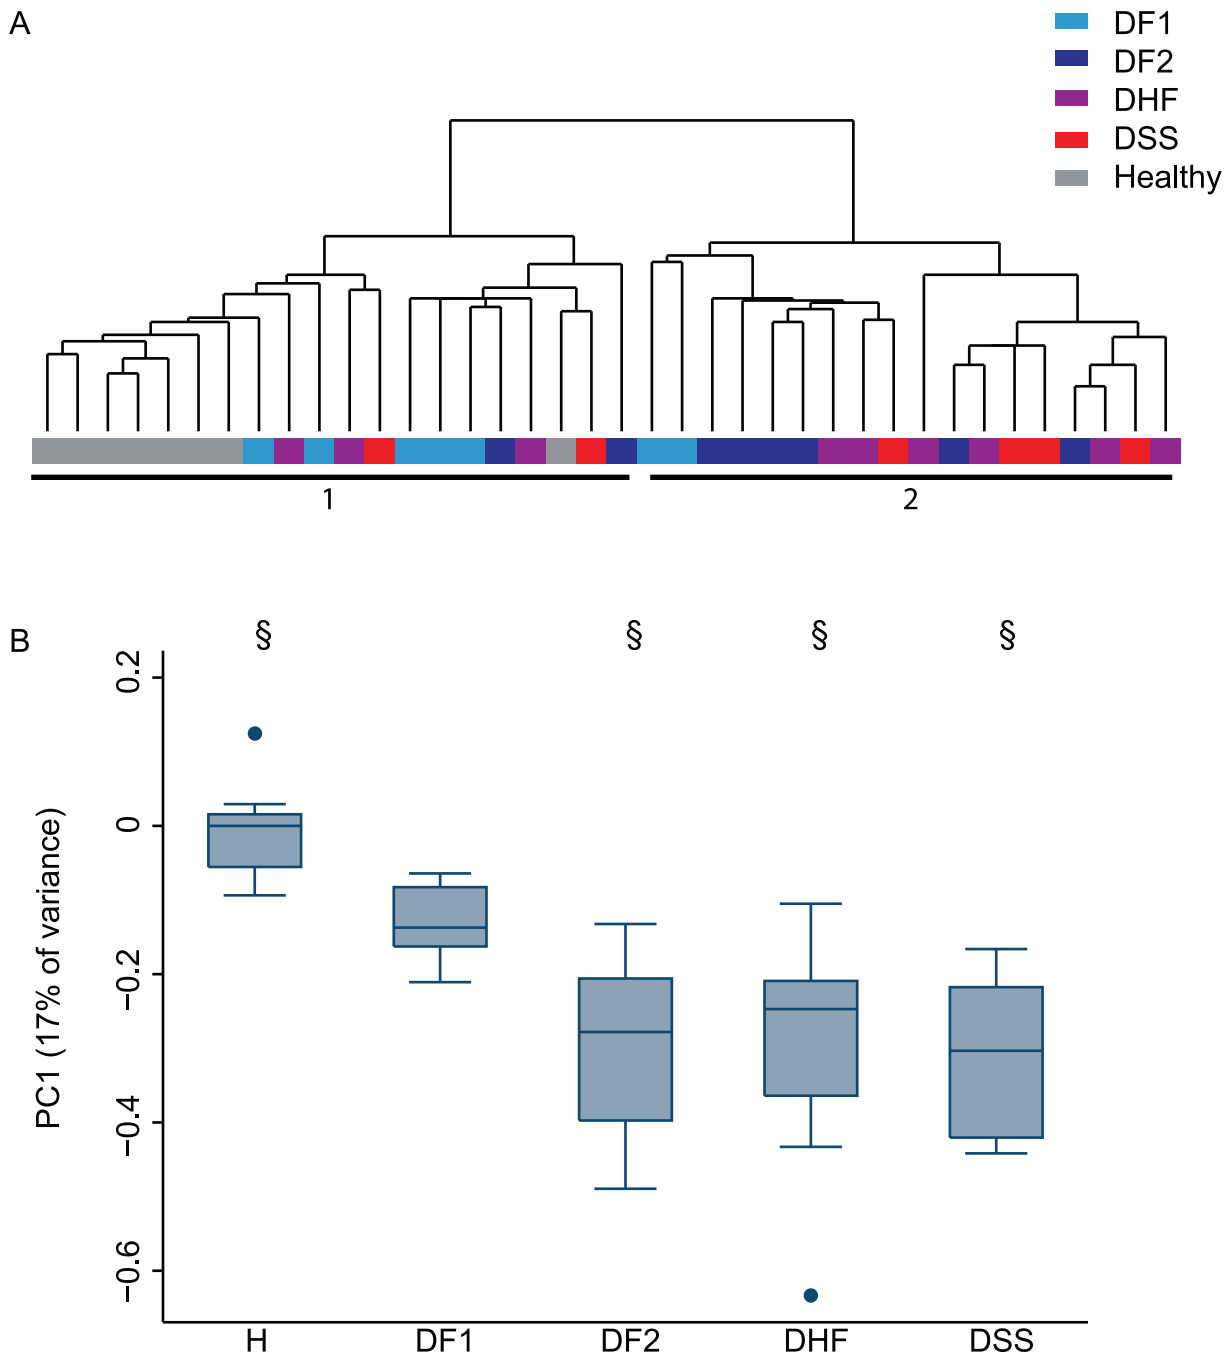 A
DF1
DF2
DHF
DSS
Healthy
1
2
B
§ § § §
0.2
0
−0.2
−0.4
−0.6
PC1 (17% of variance)
H DF1 DF2 DHF DSS